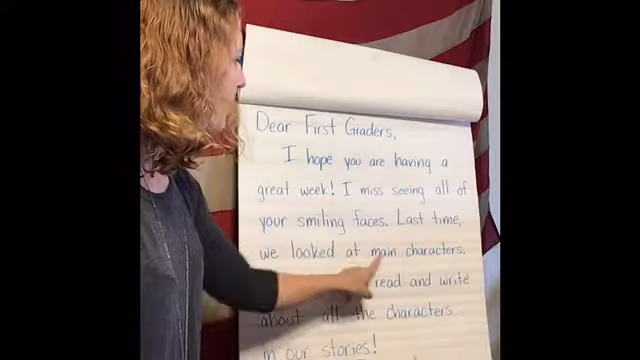 Dear First Graders,
I hope you are having a
great week! I miss seeing all of
your smiling faces. Last time,
we looked at main characters.
read and write
about all the characters
in our stories!